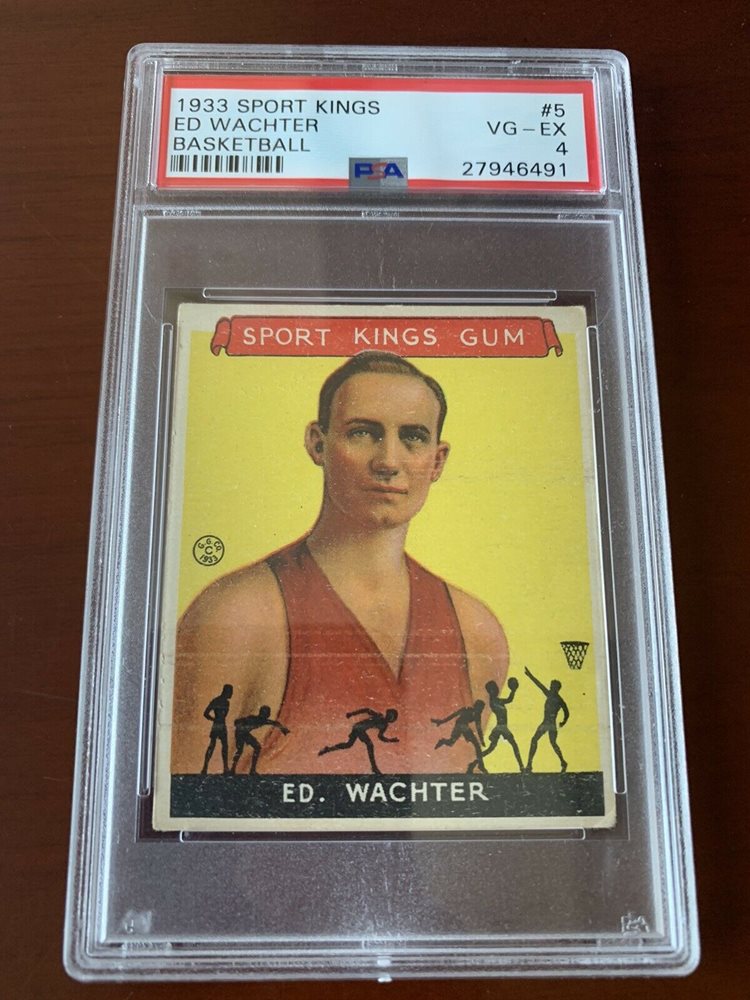 1933 SPORT KINGS #5
ED WACHTER VG-EX
BASKETBALL 4
PSA 27946491
SPORT KINGS GUM
G.G.CO.
C
1933
ED. WACHTER